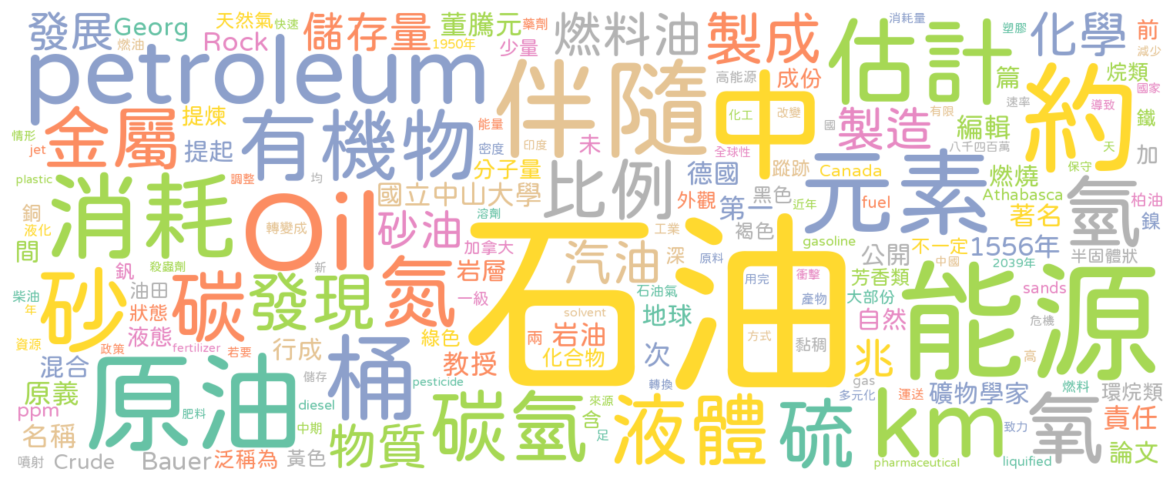 發展
Georg
天然氣
快速
儲存量
董騰元
藥劑
消耗量
燃料油
製成
塑膠
化學
前
減少
燃油
1950年
Rock
少量
高能源
成份
估計
篇
烷類
國家
petroleum
伴隨
中
約
金屬
提煉
有機物
能量
化工
改變
製造
有限
速率
導致
鐵
情形
jet
提起
密度
印度
未
全球性
國
編輯
八千四百萬
天
加
plastic
調整
均
分子量
比例
德國
蹤跡
Canada
元素
燃燒
保守
消耗
Oil
國立中山大學
外觀
黑色
fuel
Athabasca
氫
柏油
銅
液化
轉變成
砂油
溶劑
第一
近年
著名
鎳
間
殺蟲劑
新
加拿大
岩層
工業
褐色
gasoline
不一定
1556年
釩
汽油
深
原料
公開
中國
2039年
半固體狀
砂
碳
發現
氮
石油
能源
柴油
年
油田
一級
石油氣
用完
衝擊
芳香類
sands
狀態
地球
產物
大部份
危機
資源
液態
綠色
solvent
兩
岩油
自然
政策
fertilizer
若要
行成
化合物
方式
黏稠
高
混合
原油
儲存
桶
教授
次
兆
燃料
原義
pesticide
轉換
gas
環烷類
ppm
肥料
diesel
碳氫
來源
多元化
運送
礦物學家
名稱
中期
物質
含
足
液體
硫
km
致力
氧
責任
噴射
Crude
Bauer
泛稱為
黃色
pharmaceutical
liquified
論文